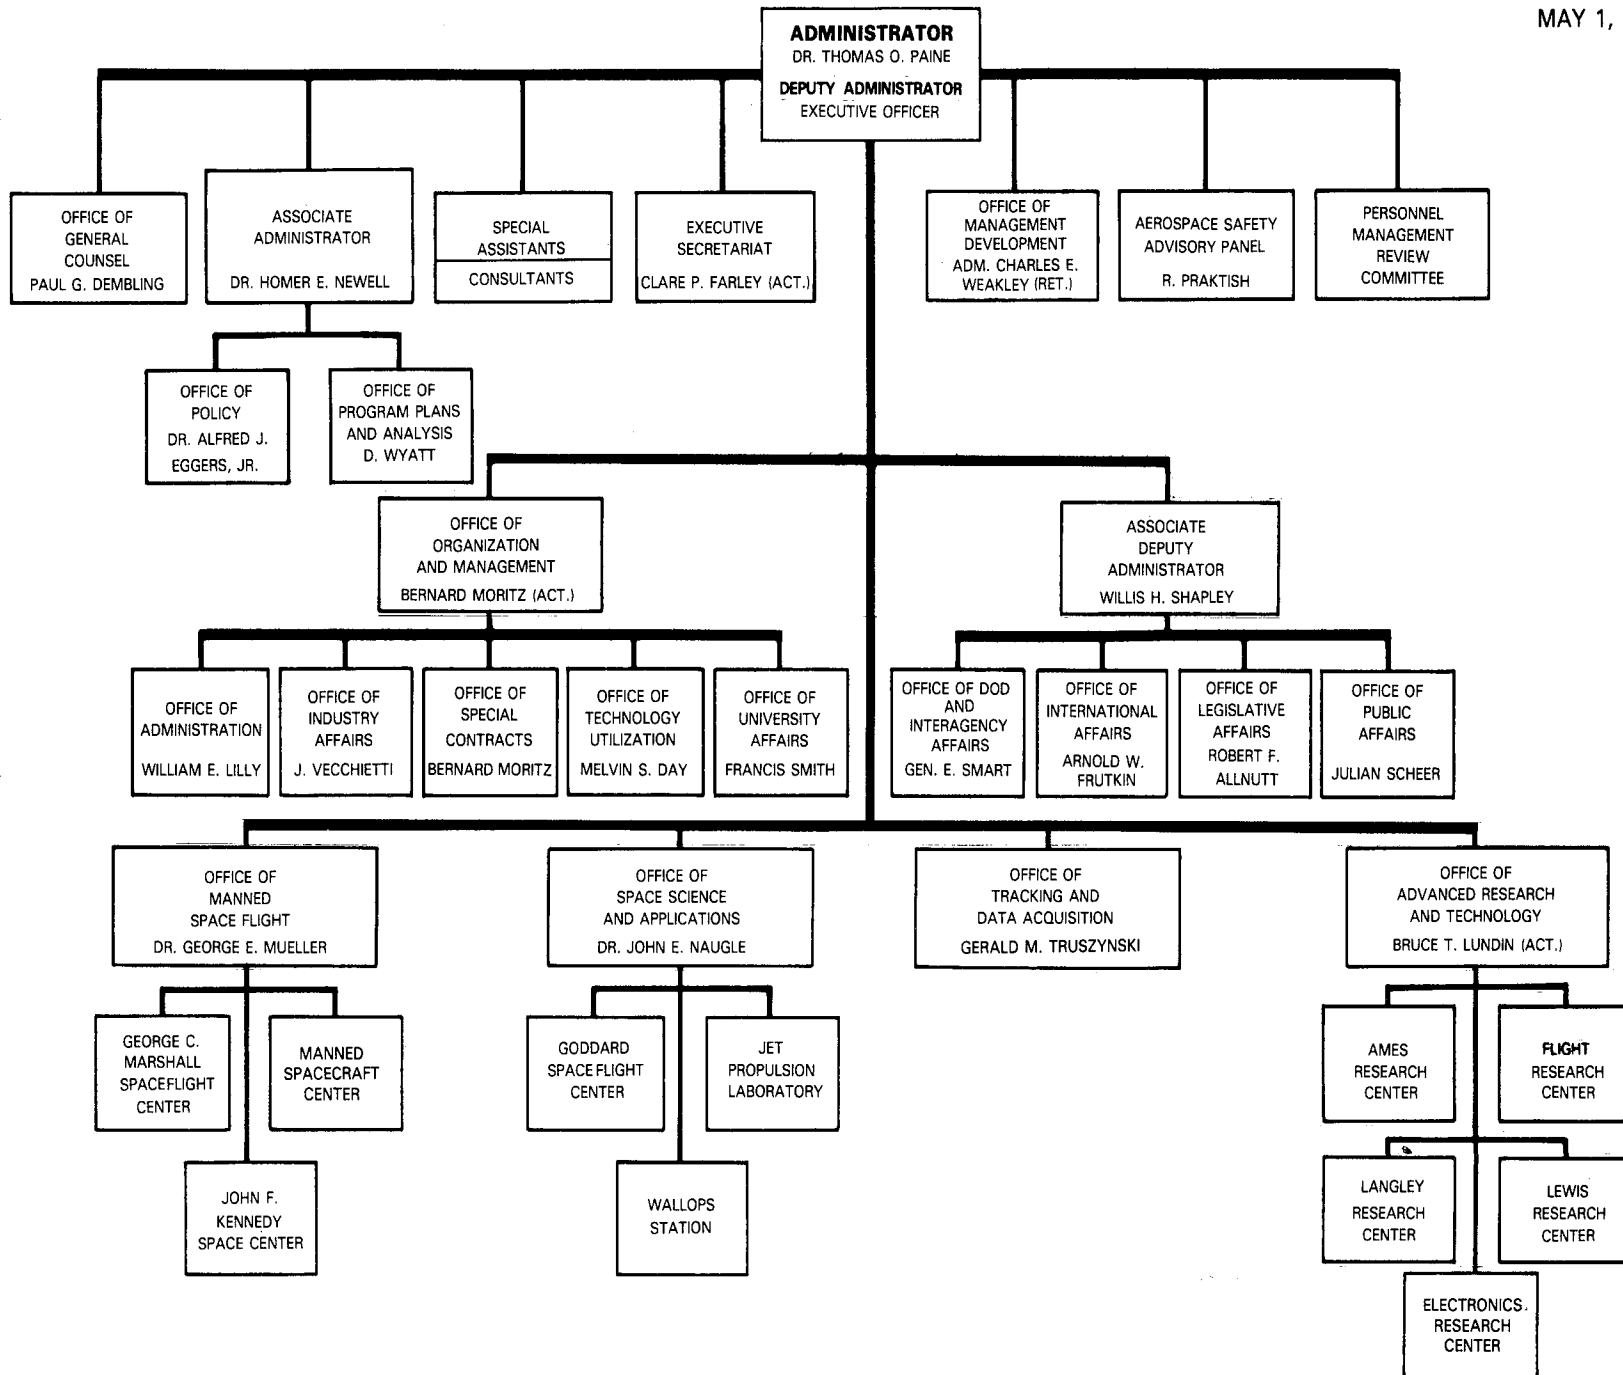 MAY 1,
ADMINISTRATOR
DR. THOMAS O. PAINE
DEPUTY ADMINISTRATOR
EXECUTIVE OFFICER
OFFICE OF
GENERAL
COUNSEL
PAUL G. DEMBLING
ASSOCIATE
ADMINISTRATOR
DR. HOMER E. NEWELL
SPECIAL
ASSISTANTS
CONSULTANTS
EXECUTIVE
SECRETARIAT
CLARE P. FARLEY (ACT.)
OFFICE OF
MANAGEMENT
DEVELOPMENT
ADM. CHARLES E.
WEAKLEY (RET.)
AEROSPACE SAFETY
ADVISORY PANEL
R. PRAKTISH
PERSONNEL
MANAGEMENT
REVIEW
COMMITTEE
OFFICE OF
POLICY
DR. ALFRED J.
EGGERS, JR.
OFFICE OF
PROGRAM PLANS
AND ANALYSIS
D. WYATT
OFFICE OF
ORGANIZATION
AND MANAGEMENT
BERNARD MORITZ (ACT.)
ASSOCIATE
DEPUTY
ADMINISTRATOR
WILLIS H. SHAPLEY
OFFICE OF
ADMINISTRATION
WILLIAM E. LILLY
OFFICE OF
INDUSTRY
AFFAIRS
J. VECCHIETTI
OFFICE OF
SPECIAL
CONTRACTS
BERNARD MORITZ
OFFICE OF
TECHNOLOGY
UTILIZATION
MELVIN S. DAY
OFFICE OF
UNIVERSITY
AFFAIRS
FRANCIS SMITH
OFFICE OF DOD
AND
INTERAGENCY
AFFAIRS
GEN. E. SMART
OFFICE OF
INTERNATIONAL
AFFAIRS
ARNOLD W.
FRUTKIN
OFFICE OF
LEGISLATIVE
AFFAIRS
ROBERT F.
ALLNUTT
OFFICE OF
PUBLIC
AFFAIRS
JULIAN SCHEER
OFFICE OF
MANNED
SPACE FLIGHT
DR. GEORGE E. MUELLER
OFFICE OF
SPACE SCIENCE
AND APPLICATIONS
DR. JOHN E. NAUGLE
OFFICE OF
TRACKING AND
DATA ACQUISITION
GERALD M. TRUSZYNSKI
OFFICE OF
ADVANCED RESEARCH
AND TECHNOLOGY
BRUCE T. LUNDIN (ACT.)
GEORGE C.
MARSHALL
SPACEFLIGHT
CENTER
MANNED
SPACECRAFT
CENTER
JOHN F.
KENNEDY
SPACE CENTER
GODDARD
SPACE FLIGHT
CENTER
JET
PROPULSION
LABORATORY
WALLOPS
STATION
AMES
RESEARCH
CENTER
FLIGHT
RESEARCH
CENTER
LANGLEY
RESEARCH
CENTER
LEWIS
RESEARCH
CENTER
ELECTRONICS.
RESEARCH
CENTER